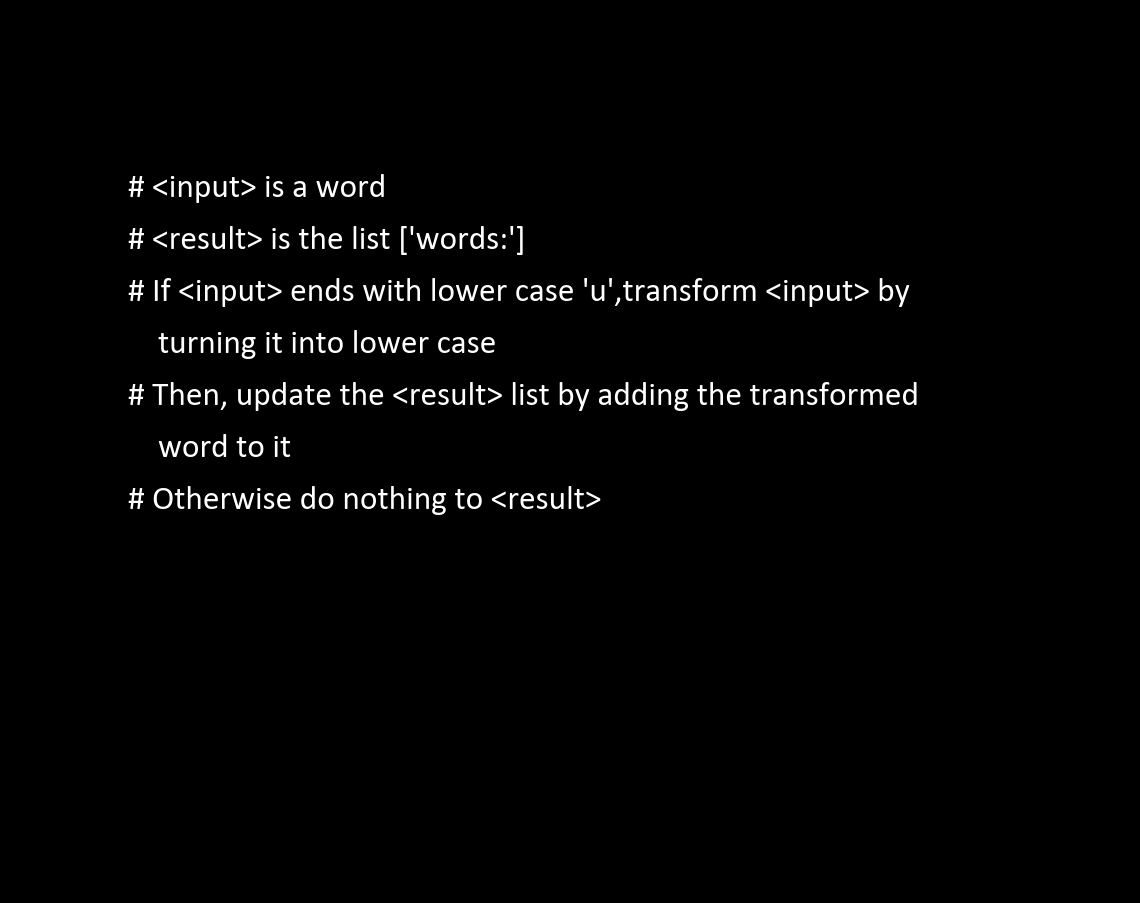 # <input> is a word
# <result> is the list ['words:']
# If <input> ends with lower case 'u',transform <input> by
turning it into lower case
# Then, update the <result> list by adding the transformed
word to it
# Otherwise do nothing to <result>